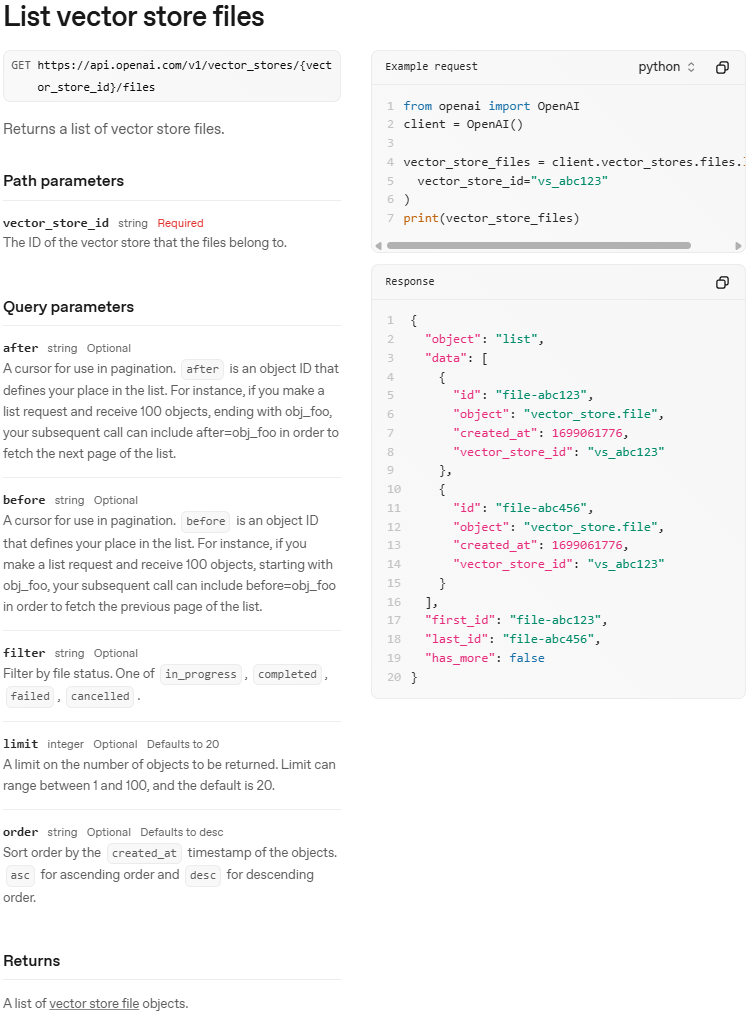 List vector store files
GET https://api.openai.com/v1/vector_stores/{vect
or_store_id}/files
Returns a list of vector store files.
Path parameters
vector_store_id string Required
The ID of the vector store that the files belong to.
Query parameters
after string Optional
A cursor for use in pagination. after is an object ID that
defines your place in the list. For instance, if you make a
list request and receive 100 objects, ending with obj_foo,
your subsequent call can include after=obj_foo in order to
fetch the next page of the list.
before string Optional
A cursor for use in pagination. before is an object ID
that defines your place in the list. For instance, if you
make a list request and receive 100 objects, starting with
obj_foo, your subsequent call can include before=obj_foo
in order to fetch the previous page of the list.
filter string Optional
Filter by file status. One of in_progress, completed,
failed, cancelled.
limit integer Optional Defaults to 20
A limit on the number of objects to be returned. Limit can
range between 1 and 100, and the default is 20.
order string Optional Defaults to desc
Sort order by the created_at timestamp of the objects.
asc for ascending order and desc for descending
order.
Returns
A list of vector store file objects.
Example request python
1 from openai import OpenAI
2 client = OpenAI()
3
4 vector_store_files = client.vector_stores.files.
5   vector_store_id="vs_abc123"
6 )
7 print(vector_store_files)
Response
1 {
2   "object": "list",
3   "data": [
4     {
5       "id": "file-abc123",
6       "object": "vector_store.file",
7       "created_at": 1699061776,
8       "vector_store_id": "vs_abc123"
9     },
10     {
11       "id": "file-abc456",
12       "object": "vector_store.file",
13       "created_at": 1699061776,
14       "vector_store_id": "vs_abc123"
15     }
16   ],
17   "first_id": "file-abc123",
18   "last_id": "file-abc456",
19   "has_more": false
20 }